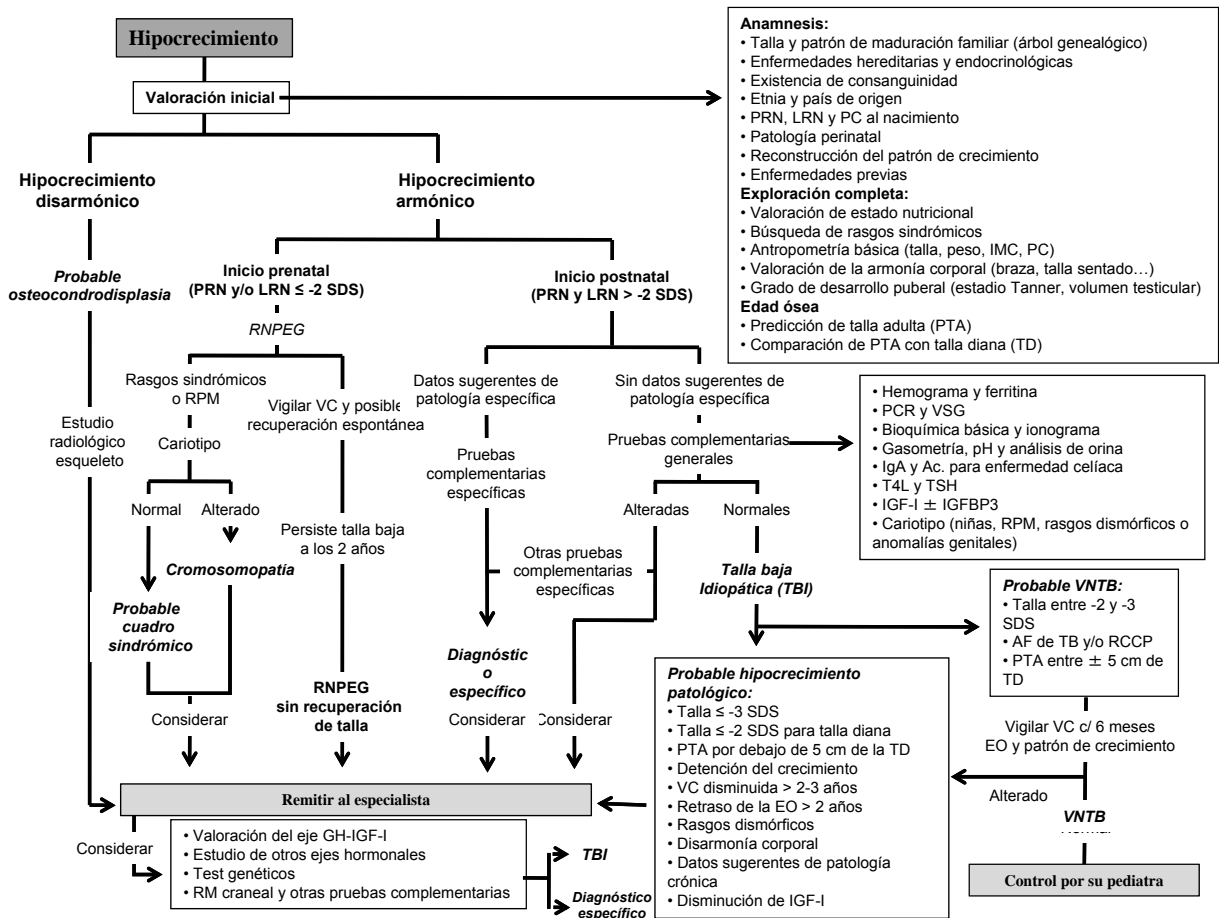 Hipocrecimiento
Valoración inicial
Anamnesis:
• Talla y patrón de maduración familiar (árbol genealógico)
• Enfermedades hereditarias y endocrinológicas
• Existencia de consanguinidad
• Etnia y país de origen
• PRN, LRN y PC al nacimiento
• Patología perinatal
• Reconstrucción del patrón de crecimiento
• Enfermedades previas
Exploración completa:
• Valoración de estado nutricional
• Búsqueda de rasgos sindrómicos
• Antropometría básica (talla, peso, IMC, PC)
• Valoración de la armonía corporal (braza, talla sentado…)
• Grado de desarrollo puberal (estadio Tanner, volumen testicular)
Edad ósea
• Predicción de talla adulta (PTA)
• Comparación de PTA con talla diana (TD)
Hipocrecimiento
disarmónico
Probable
osteocondrodisplasia
Estudio
radiológico
esqueleto
Hipocrecimiento
armónico
Inicio prenatal
(PRN y/o LRN ≤ -2 SDS)
RNPEG
Rasgos sindrómicos
o RPM
Cariotipo
Normal
Alterado
Cromosomopatía
Probable
cuadro
sindrómico
Considerar
Vigilar VC y posible
recuperación espontánea
Persiste talla baja
a los 2 años
RNPEG
sin recuperación
de talla
Inicio postnatal
(PRN y LRN > -2 SDS)
Datos sugerentes de
patología específica
Pruebas
complementarias
específicas
Otras pruebas
complementarias
específicas
Diagnóstic
o
específico
Considerar
Sin datos sugerentes de
patología específica
Pruebas complementarias
generales
Alteradas
Normales
Considerar
Talla baja
Idiopática (TBI)
• Hemograma y ferritina
• PCR y VSG
• Bioquímica básica y ionograma
• Gasometría, pH y análisis de orina
• IgA y Ac. para enfermedad celíaca
• T4L y TSH
• IGF-I ± IGFBP3
• Cariotipo (niñas, RPM, rasgos dismórficos o
anomalías genitales)
Probable VNTB:
• Talla entre -2 y -3
SDS
• AF de TB y/o RCCP
• PTA entre ± 5 cm de
TD
Vigilar VC c/ 6 meses
EO y patrón de crecimiento
Alterado
VNTB
Normal
Control por su pediatra
Probable hipocrecimiento
patológico:
• Talla ≤ -3 SDS
• Talla ≤ -2 SDS para talla diana
• PTA por debajo de 5 cm de la TD
• Detención del crecimiento
• VC disminuida > 2-3 años
• Retraso de la EO > 2 años
• Rasgos dismórficos
• Disarmonía corporal
• Datos sugerentes de patología
crónica
• Disminución de IGF-I
Remitir al especialista
Considerar
• Valoración del eje GH-IGF-I
• Estudio de otros ejes hormonales
• Test genéticos
• RM craneal y otras pruebas complementarias
TBI
Diagnóstico
específico